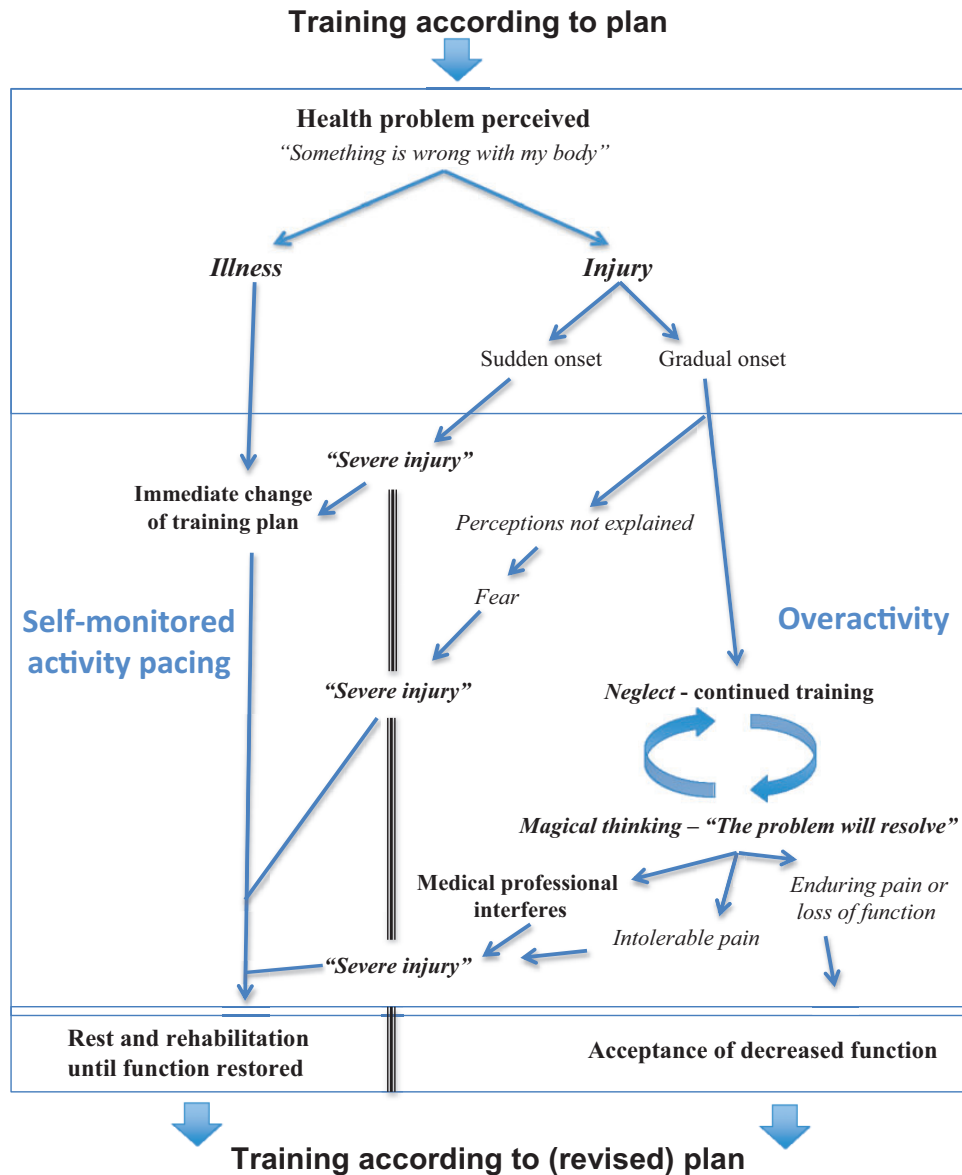 Training according to plan
Health problem perceived
“Something is wrong with my body”
Illness
Injury
Sudden onset
Gradual onset
“Severe injury”
Immediate change
of training plan
Perceptions not explained
Fear
Self-monitored
activity pacing
Overactivity
“Severe injury”
Neglect - continued training
Magical thinking – “The problem will resolve”
Medical professional
interferes
Enduring pain or
loss of function
Intolerable pain
“Severe injury”
Rest and rehabilitation
until function restored
Acceptance of decreased function
Training according to (revised) plan